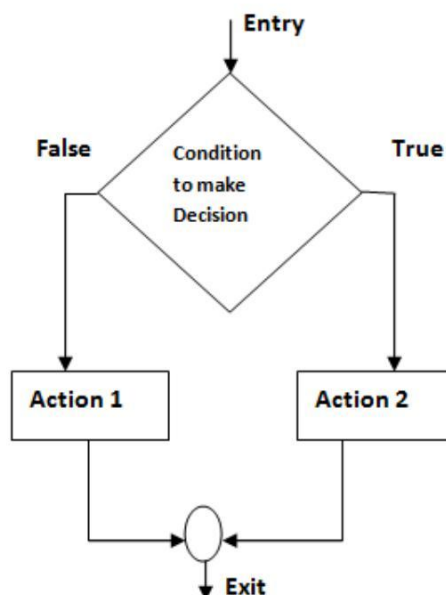 Entry
False
True
Condition
to make
Decision
Action 1
Action 2
Exit